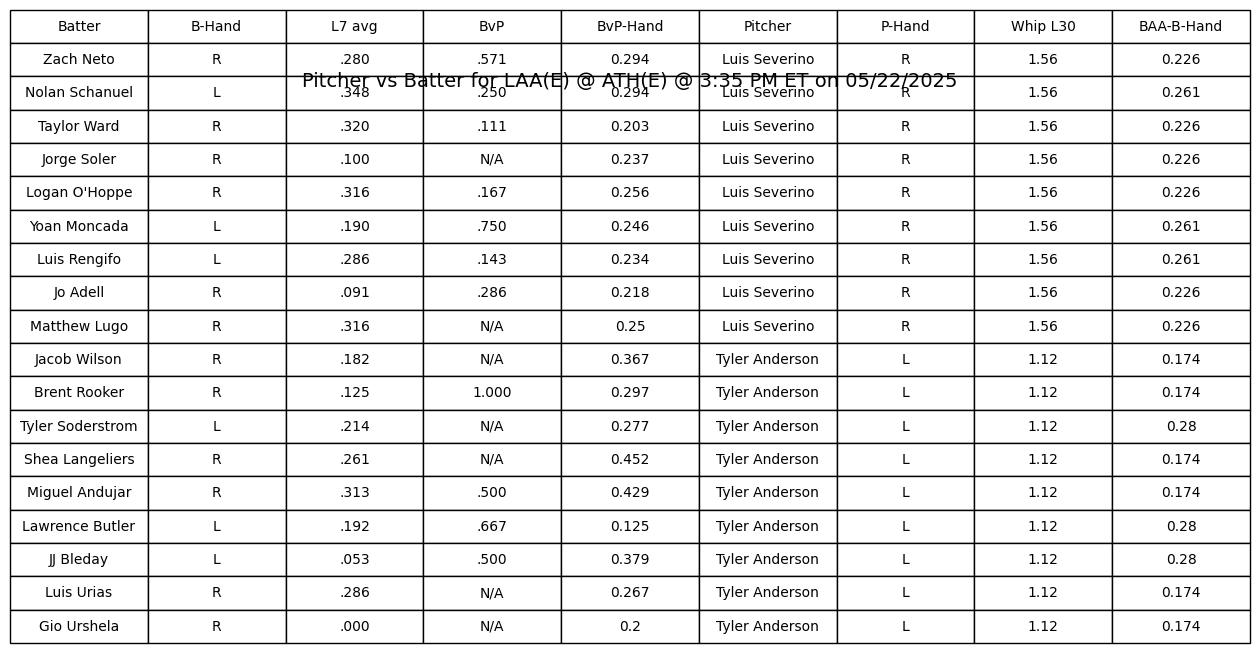 Batter B-Hand L7 avg BvP BvP-Hand Pitcher P-Hand Whip L30 BAA-B-Hand
Zach Neto R .280 .571 0.294 Luis Severino R 1.56 0.226
Pitcher vs Batter for LAA(E) @ ATH(E) @ 3:35 PM ET on 05/22/2025
Nolan Schanuel L .348 .250 0.294 Luis Severino R 1.56 0.261
Taylor Ward R .320 .111 0.203 Luis Severino R 1.56 0.226
Jorge Soler R .100 N/A 0.237 Luis Severino R 1.56 0.226
Logan O'Hoppe R .316 .167 0.256 Luis Severino R 1.56 0.226
Yoan Moncada L .190 .750 0.246 Luis Severino R 1.56 0.261
Luis Rengifo L .286 .143 0.234 Luis Severino R 1.56 0.261
Jo Adell R .091 .286 0.218 Luis Severino R 1.56 0.226
Matthew Lugo R .316 N/A 0.25 Luis Severino R 1.56 0.226
Jacob Wilson R .182 N/A 0.367 Tyler Anderson L 1.12 0.174
Brent Rooker R .125 1.000 0.297 Tyler Anderson L 1.12 0.174
Tyler Soderstrom L .214 N/A 0.277 Tyler Anderson L 1.12 0.28
Shea Langeliers R .261 N/A 0.452 Tyler Anderson L 1.12 0.174
Miguel Andujar R .313 .500 0.429 Tyler Anderson L 1.12 0.174
Lawrence Butler L .192 .667 0.125 Tyler Anderson L 1.12 0.28
JJ Bleday L .053 .500 0.379 Tyler Anderson L 1.12 0.28
Luis Urias R .286 N/A 0.267 Tyler Anderson L 1.12 0.174
Gio Urshela R .000 N/A 0.2 Tyler Anderson L 1.12 0.174